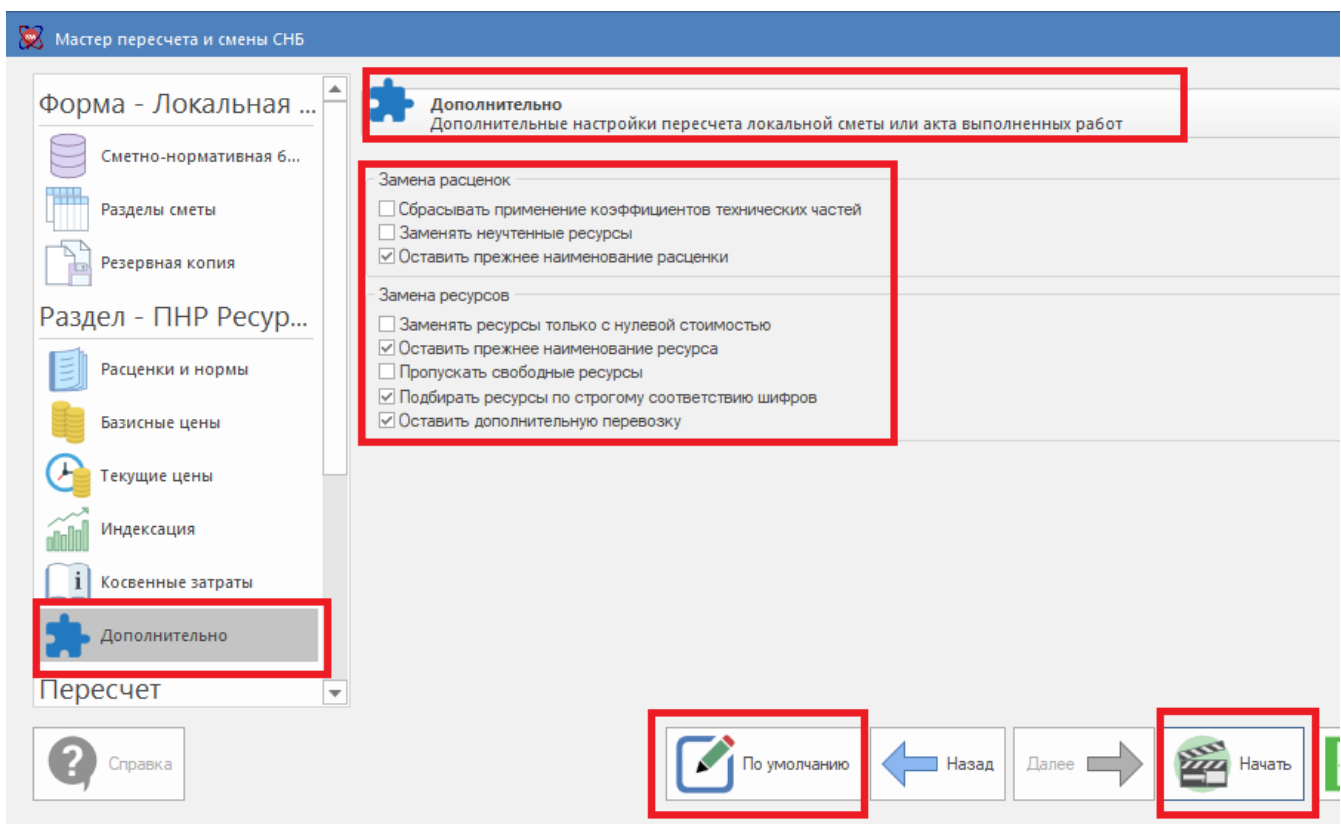 Мастер пересчета и смены СНБ
Форма - Локальная ...
Сметно-нормативная б...
Разделы сметы
Резервная копия
Раздел - ПНР Ресур...
Расценки и нормы
Базисные цены
Текущие цены
Индексация
Косвенные затраты
Дополнительно
Пересчет
Дополнительно
Дополнительные настройки пересчета локальной сметы или акта выполненных работ
Замена расценок
Сбрасывать применение коэффициентов технических частей
Заменять неучтенные ресурсы
Оставить прежнее наименование расценки
Замена ресурсов
Заменять ресурсы только с нулевой стоимостью
Оставить прежнее наименование ресурса
Пропускать свободные ресурсы
Подбирать ресурсы по строгому соответствию шифров
Оставить дополнительную перевозку
Справка
По умолчанию
Назад
Далее
Начать